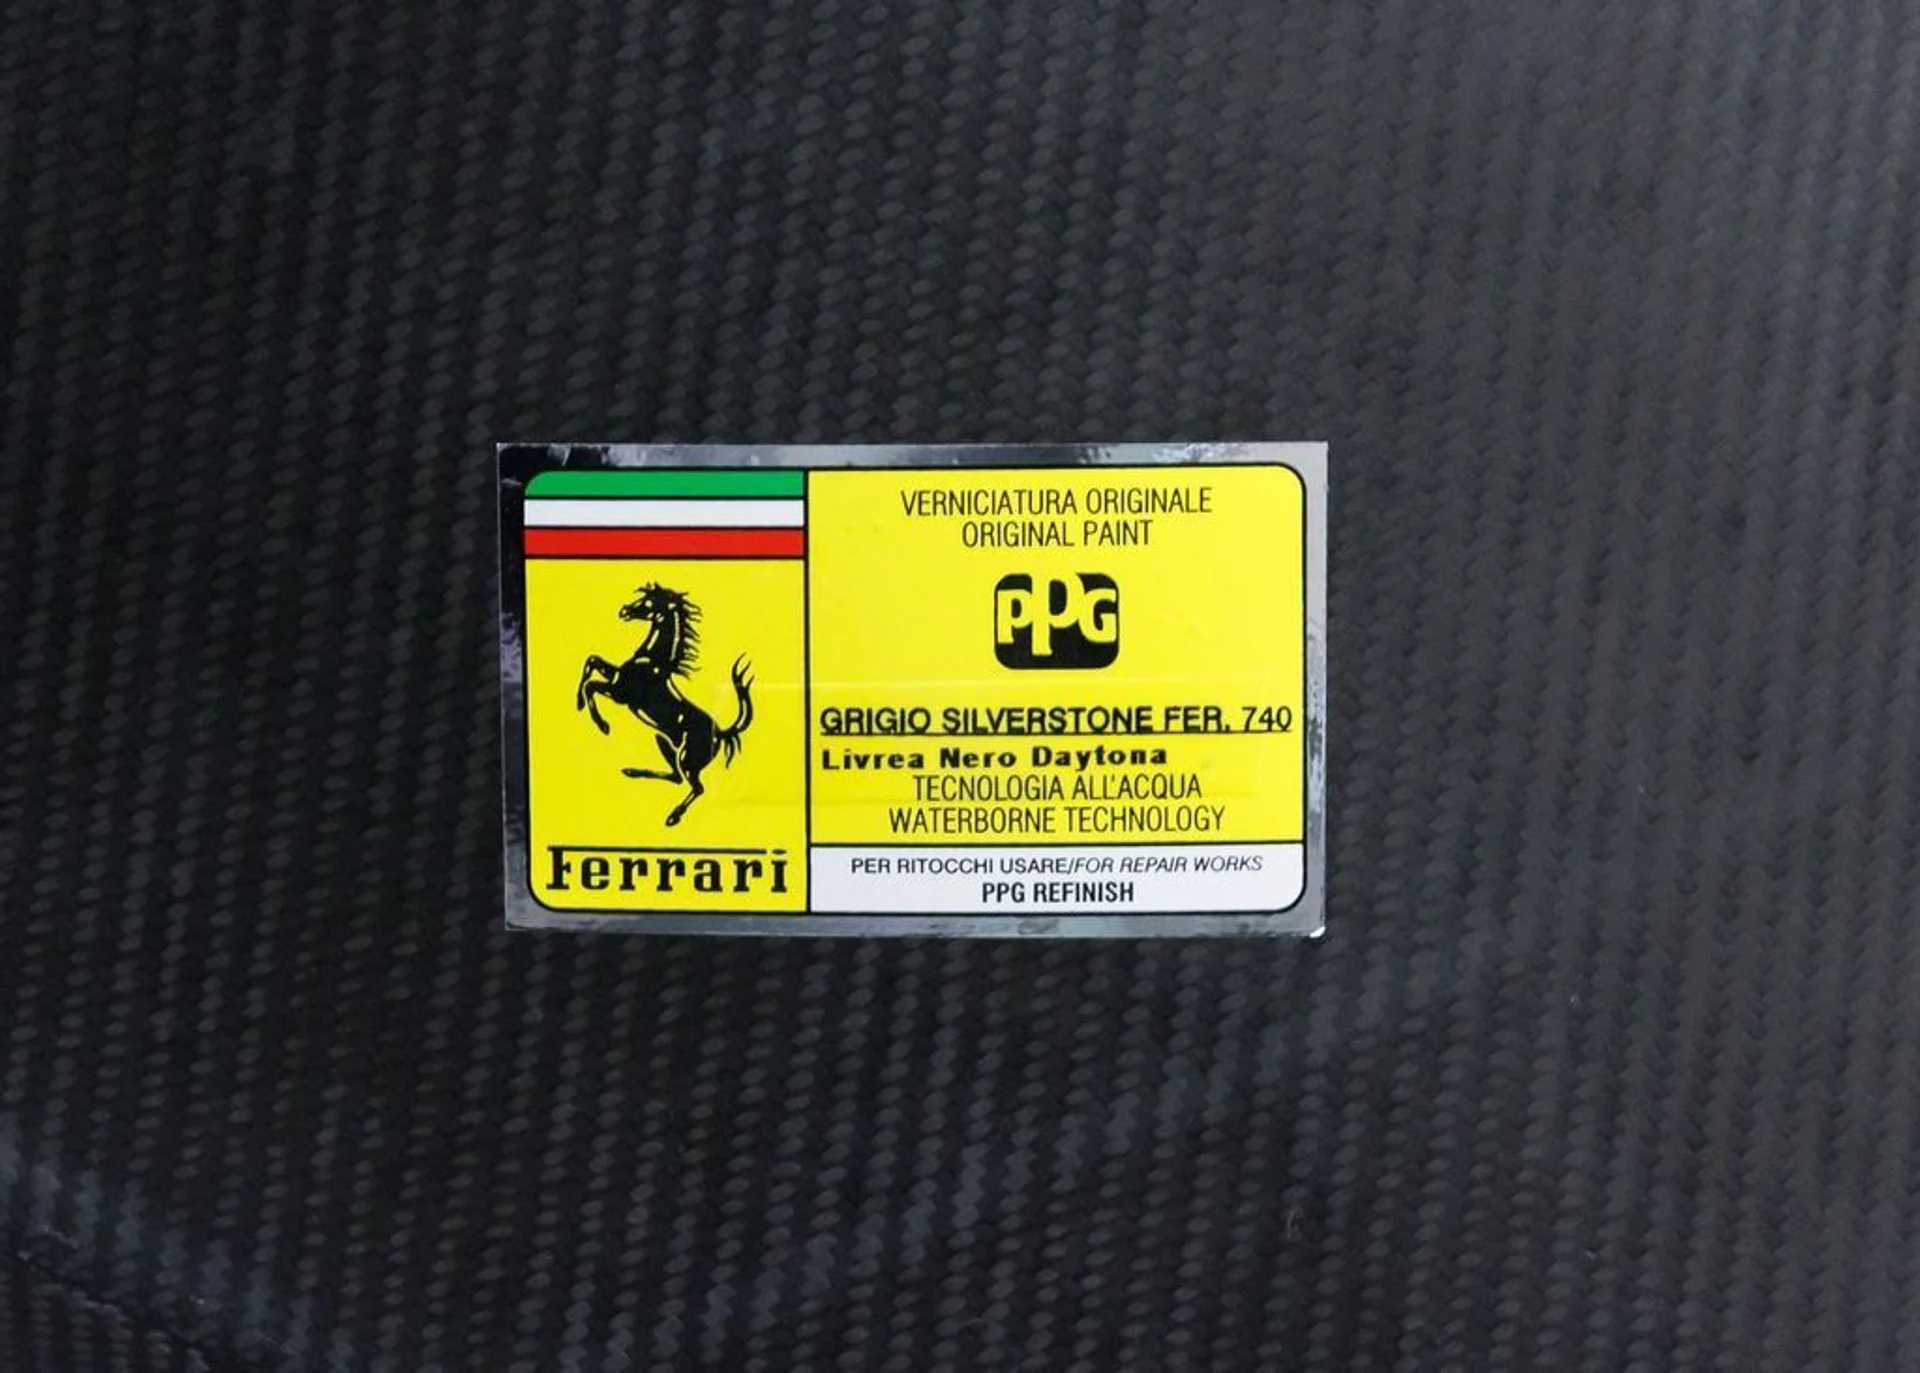 VERNICIATURA ORIGINALE
ORIGINAL PAINT
PPG
GRIGIO SILVERSTONE FER. 740
Livrea Nero Daytona
TECNOLOGIA ALL'ACQUA
WATERBORNE TECHNOLOGY
Ferrari
PER RITOCCHI USARE/FOR REPAIR WORKS
PPG REFINISH